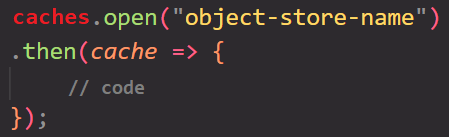 caches.open("object-store-name")
.then(cache => {
// code
});